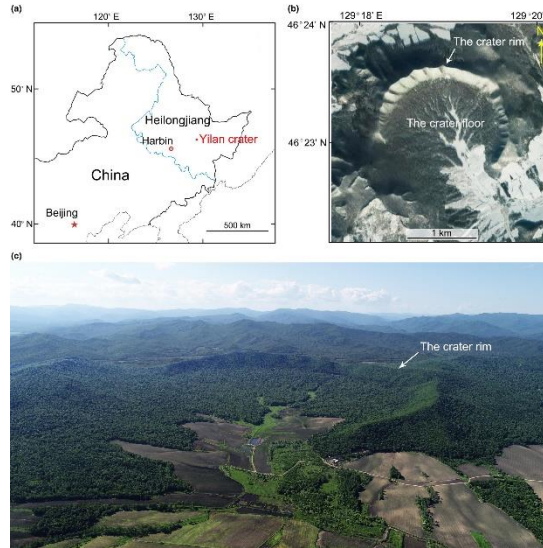 (a)
120˚ E
130˚ E
50˚ N
40˚ N
Heilongjiang
Harbin
Yilan crater
China
Beijing
500 km
(b)
129˚ 18' E
129˚ 20' E
46˚ 24' N
46˚ 23' N
The crater rim
The crater floor
1 km
(c)
The crater rim